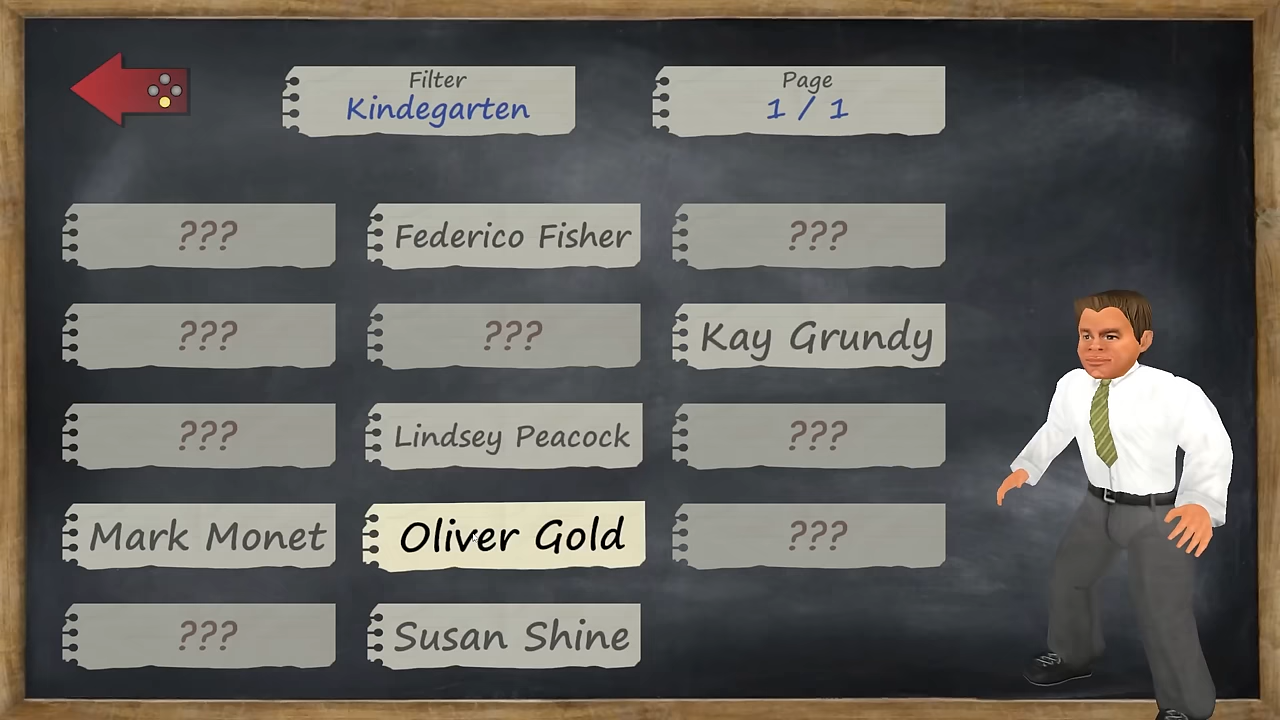 Filter
Kindegarten
Page
1 / 1
???
Federico Fisher
???
???
???
Kay Grundy
???
Lindsey Peacock
???
Mark Monet
Oliver Gold
???
???
Susan Shine